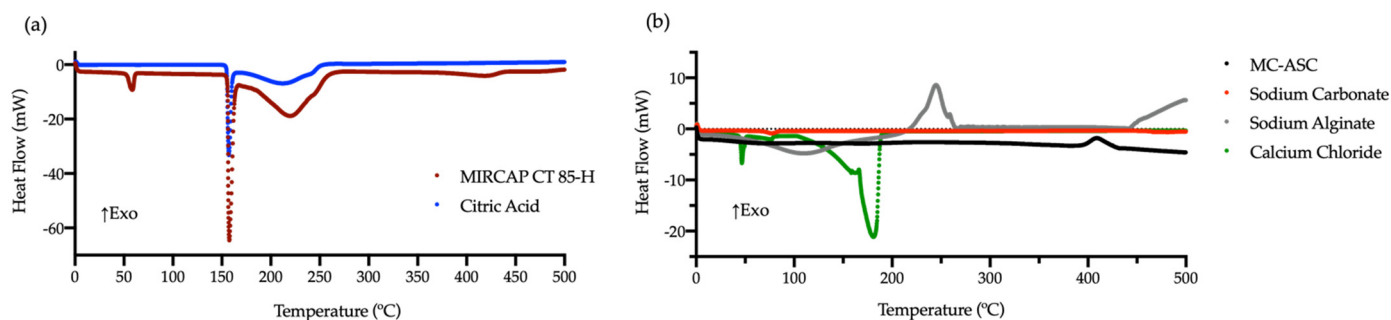 (a)
0
-20
-40
-60
Heat Flow (mW)
↑Exo
MIRCAP CT 85-H
Citric Acid
0 50 100 150 200 250 300 350 400 450 500
Temperature (ºC)
(b)
10
0
-10
-20
Heat Flow (mW)
↑Exo
0 100 200 300 400 500
Temperature (ºC)
MC-ASC
Sodium Carbonate
Sodium Alginate
Calcium Chloride